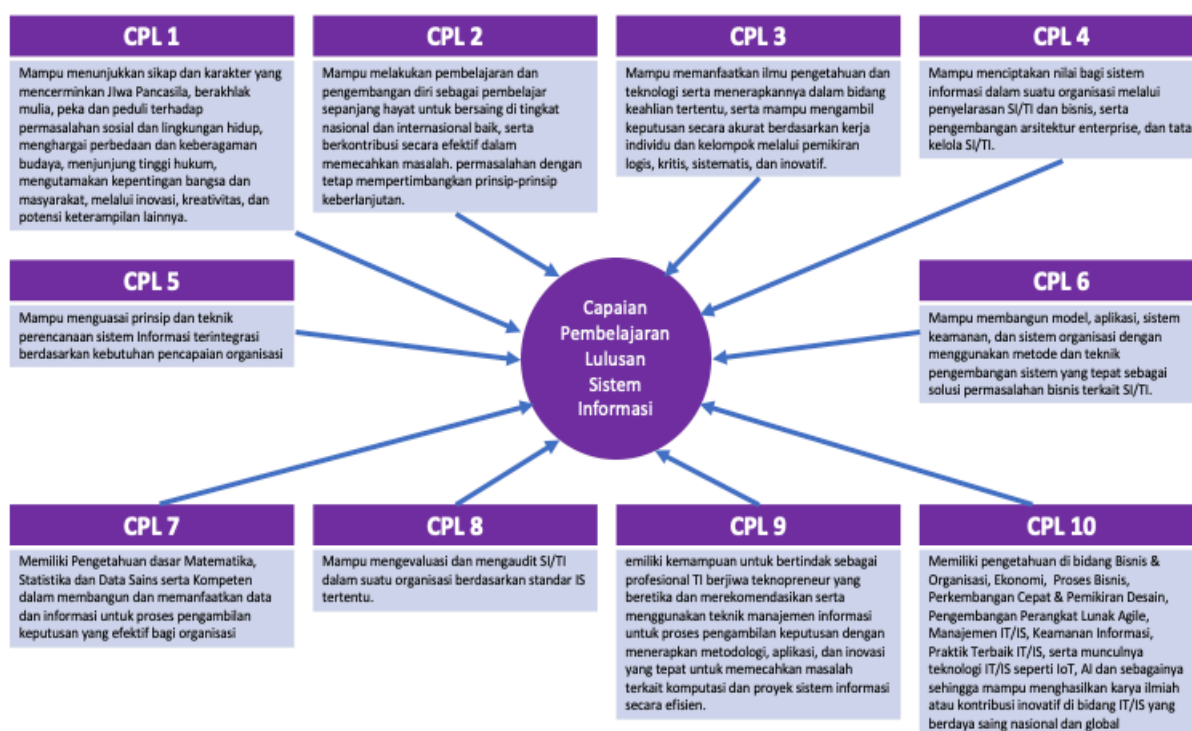 CPL 1
Mampu menunjukkan sikap dan karakter yang
mencerminkan JIwa Pancasila, berakhlak
mulia, peka dan peduli terhadap
permasalahan sosial dan lingkungan hidup,
menghargai perbedaan dan keberagaman
budaya, menjunjung tinggi hukum,
mengutamakan kepentingan bangsa dan
masyarakat, melalui inovasi, kreativitas, dan
potensi keterampilan lainnya.
CPL 2
Mampu melakukan pembelajaran dan
pengembangan diri sebagai pembelajar
sepanjang hayat untuk bersaing di tingkat
nasional dan internasional baik, serta
berkontribusi secara efektif dalam
memecahkan masalah. permasalahan dengan
tetap mempertimbangkan prinsip-prinsip
keberlanjutan.
CPL 3
Mampu memanfaatkan ilmu pengetahuan dan
teknologi serta menerapkannya dalam bidang
keahlian tertentu, serta mampu mengambil
keputusan secara akurat berdasarkan kerja
individu dan kelompok melalui pemikiran
logis, kritis, sistematis, dan inovatif.
CPL 4
Mampu menciptakan nilai bagi sistem
informasi dalam suatu organisasi melalui
penyelarasan SI/TI dan bisnis, serta
pengembangan arsitektur enterprise, dan tata
kelola SI/TI.
CPL 5
Mampu menguasai prinsip dan teknik
perencanaan sistem Informasi terintegrasi
berdasarkan kebutuhan pencapaian organisasi
Capaian
Pembelajaran
Lulusan
Sistem
Informasi
CPL 6
Mampu membangun model, aplikasi, sistem
keamanan, dan sistem organisasi dengan
menggunakan metode dan teknik
pengembangan sistem yang tepat sebagai
solusi permasalahan bisnis terkait SI/TI.
CPL 7
Memiliki Pengetahuan dasar Matematika,
Statistika dan Data Sains serta Kompeten
dalam membangun dan memanfaatkan data
dan informasi untuk proses pengambilan
keputusan yang efektif bagi organisasi
CPL 8
Mampu mengevaluasi dan mengaudit SI/TI
dalam suatu organisasi berdasarkan standar IS
tertentu.
CPL 9
emiliki kemampuan untuk bertindak sebagai
profesional TI berjiwa teknopreneur yang
beretika dan merekomendasikan serta
menggunakan teknik manajemen informasi
untuk proses pengambilan keputusan dengan
menerapkan metodologi, aplikasi, dan inovasi
yang tepat untuk memecahkan masalah
terkait komputasi dan proyek sistem informasi
secara efisien.
CPL 10
Memiliki pengetahuan di bidang Bisnis &
Organisasi, Ekonomi, Proses Bisnis,
Perkembangan Cepat & Pemikiran Desain,
Pengembangan Perangkat Lunak Agile,
Manajemen IT/IS, Keamanan Informasi,
Praktik Terbaik IT/IS, serta munculnya
teknologi IT/IS seperti IoT, AI dan sebagainya
sehingga mampu menghasilkan karya ilmiah
atau kontribusi inovatif di bidang IT/IS yang
berdaya saing nasional dan global